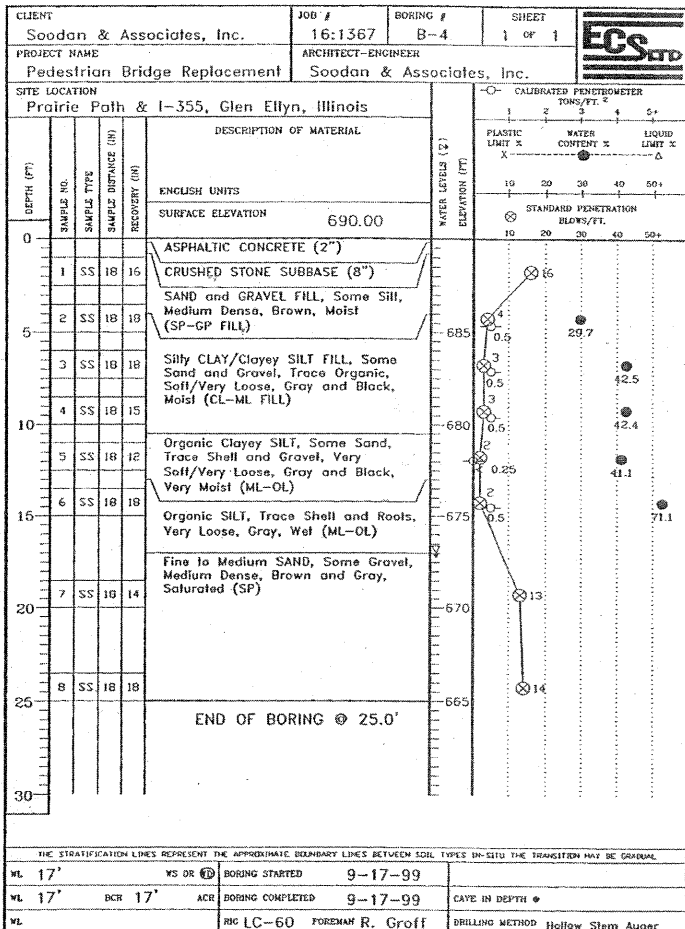 CLIENT
Soodan & Associates, Inc.
JOB #
16:1367
BORING #
B-4
SHEET
1 OF 1
ECS LTD
PROJECT NAME
Pedestrian Bridge Replacement
ARCHITECT-ENGINEER
Soodan & Associates, Inc.
SITE LOCATION
Prairie Path & I-355, Glen Ellyn, Illinois
CALIBRATED PENETROMETER
TONS/FT. 2
1 2 3 4 5+
PLASTIC LIMIT %
WATER CONTENT %
LIQUID LIMIT %
X
10 20 30 40 50+
STANDARD PENETRATION
BLOWS/FT.
10 20 30 40 50+
DEPTH (FT)
SAMPLE NO.
SAMPLE TYPE
SAMPLE DISTANCE (IN)
RECOVERY (IN)
DESCRIPTION OF MATERIAL
ENGLISH UNITS
SURFACE ELEVATION 690.00
WATER LEVELS
ELEVATION (FT)
0
ASPHALTIC CONCRETE (2")
1 SS 18 16
CRUSHED STONE SUBBASE (8")
16
SAND and GRAVEL FILL, Some Silt,
Medium Dense, Brown, Moist
(SP-GP FILL)
2 SS 18 18
4
0.5
29.7
5
685
3 SS 18 18
Silty CLAY/Clayey SILT FILL, Some
Sand and Gravel, Trace Organic,
Soft/Very Loose, Gray and Black,
Moist (CL-ML FILL)
3
0.5
42.5
4 SS 18 15
3
0.5
42.4
10
680
5 SS 18 12
Organic Clayey SILT, Some Sand,
Trace Shell and Gravel, Very
Soft/Very Loose, Gray and Black,
Very Moist (ML-OL)
2
0.25
41.1
6 SS 18 18
2
0.5
71.1
15
675
Organic SILT, Trace Shell and Roots,
Very Loose, Gray, Wet (ML-OL)
Fine to Medium SAND, Some Gravel,
Medium Dense, Brown and Gray,
Saturated (SP)
7 SS 18 14
13
20
670
8 SS 18 18
14
25
665
END OF BORING @ 25.0'
30
THE STRATIFICATION LINES REPRESENT THE APPROXIMATE BOUNDARY LINES BETWEEN SOIL TYPES IN-SITU THE TRANSITION MAY BE GRADUAL
WL 17' WS OR WD BORING STARTED 9-17-99
WL 17' BCR 17' ACR BORING COMPLETED 9-17-99 CAVE IN DEPTH @
WL RIG LC-60 FOREMAN R. Groff DRILLING METHOD Hollow Stem Auger